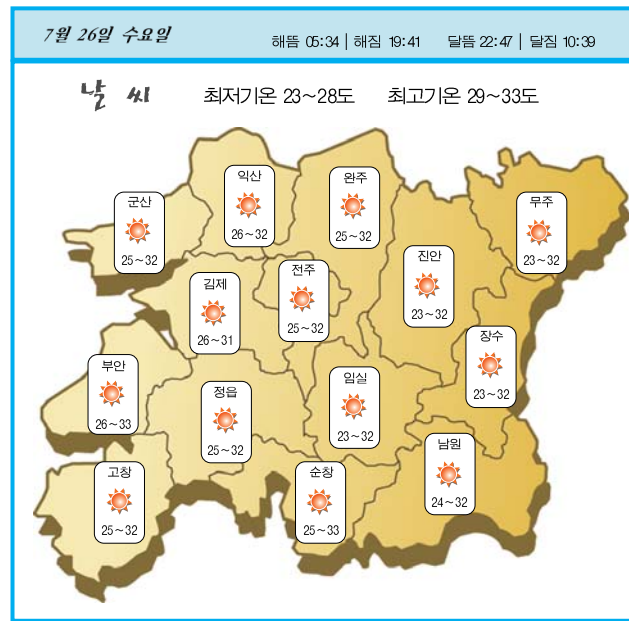 7월 26일 수요일
해뜸 05:34 | 해짐 19:41 달뜸 22:47 | 달짐 10:39
날 씨 최저기온 23~28도 최고기온 29~33도
익산
26~32
완주
25~32
군산
25~32
무주
23~32
진안
23~32
전주
25~32
김제
26~31
장수
23~32
부안
26~33
임실
23~32
정읍
25~32
남원
24~32
고창
25~32
순창
25~33